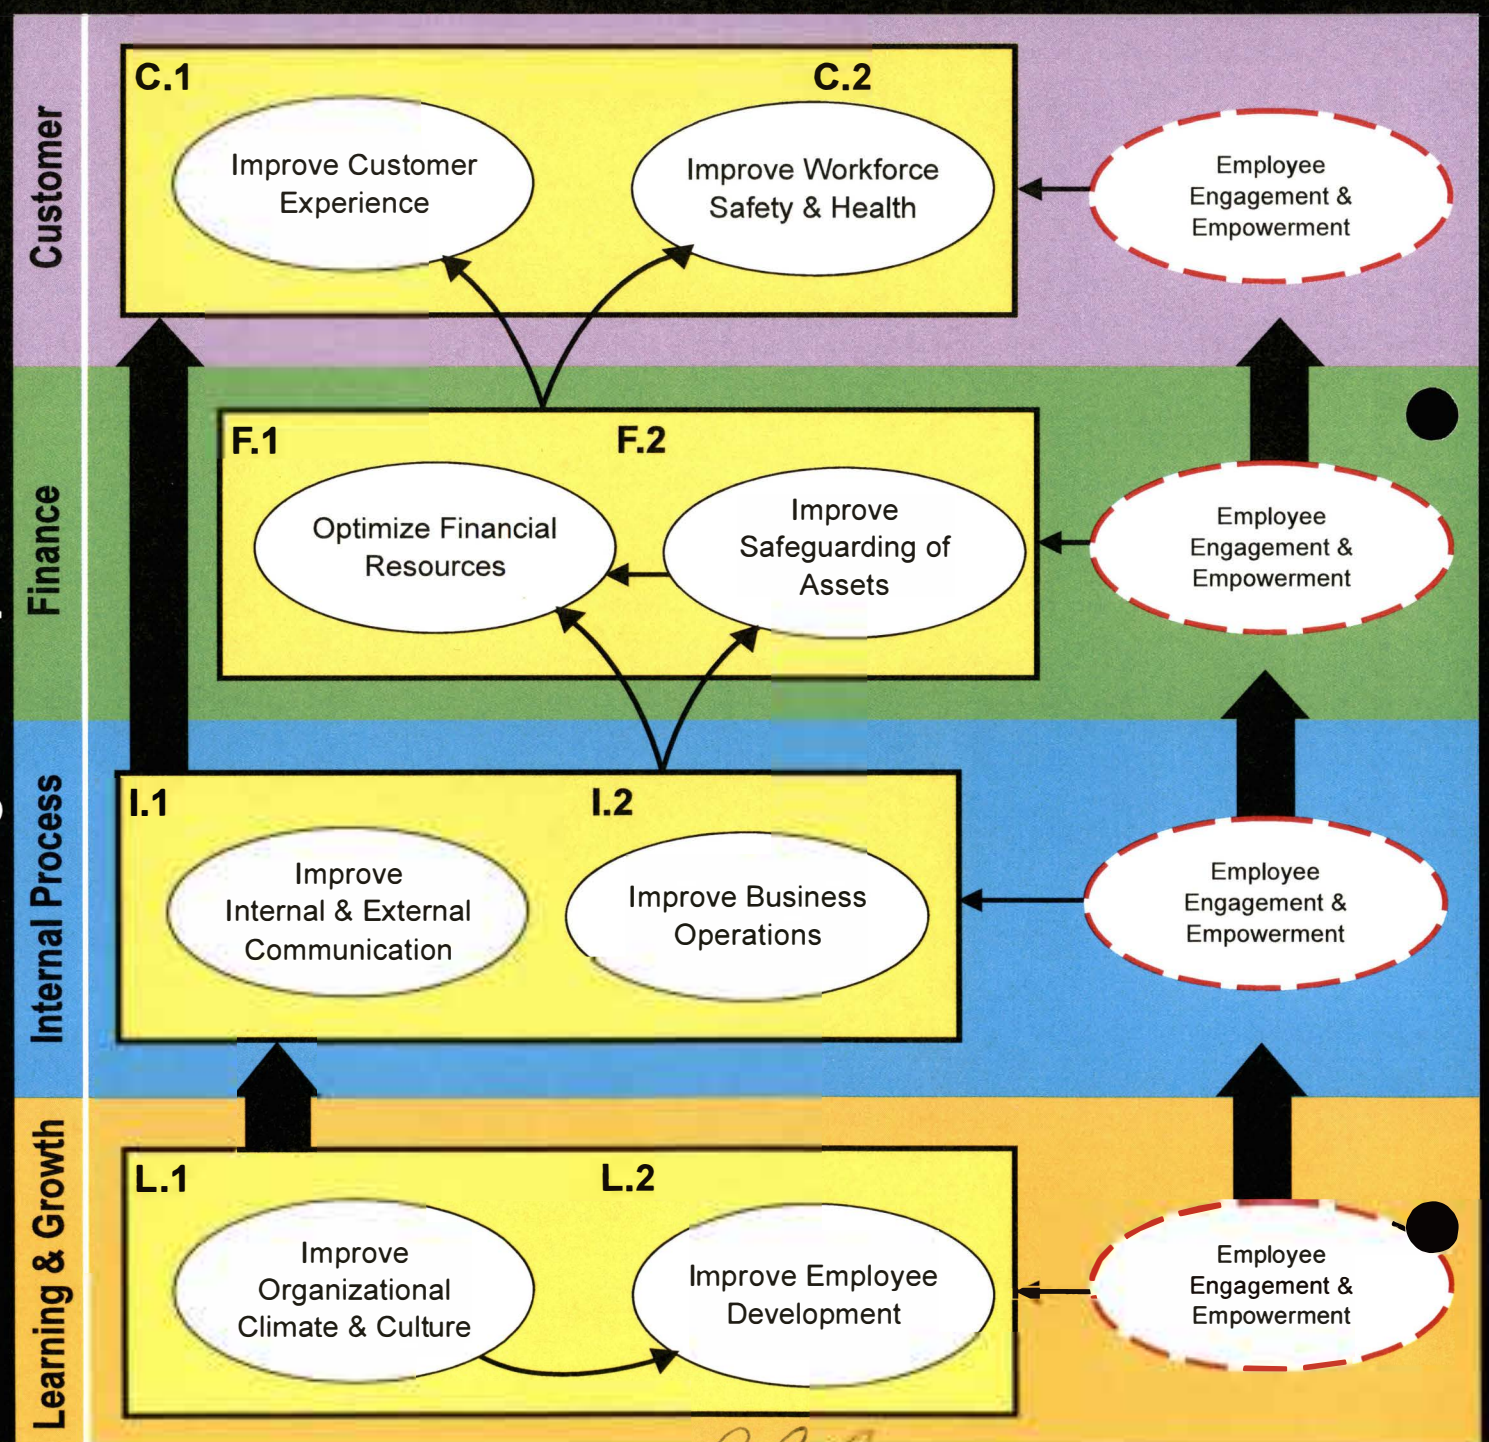 Customer
C.1
C.2
Improve Customer
Experience
Improve Workforce
Safety & Health
Employee
Engagement &
Empowerment
Finance
F.1
F.2
Optimize Financial
Resources
Improve
Safeguarding of
Assets
Employee
Engagement &
Empowerment
Internal Process
I.1
I.2
Improve
Internal & External
Communication
Improve Business
Operations
Employee
Engagement &
Empowerment
Learning & Growth
L.1
L.2
Improve
Organizational
Climate & Culture
Improve Employee
Development
Employee
Engagement &
Empowerment